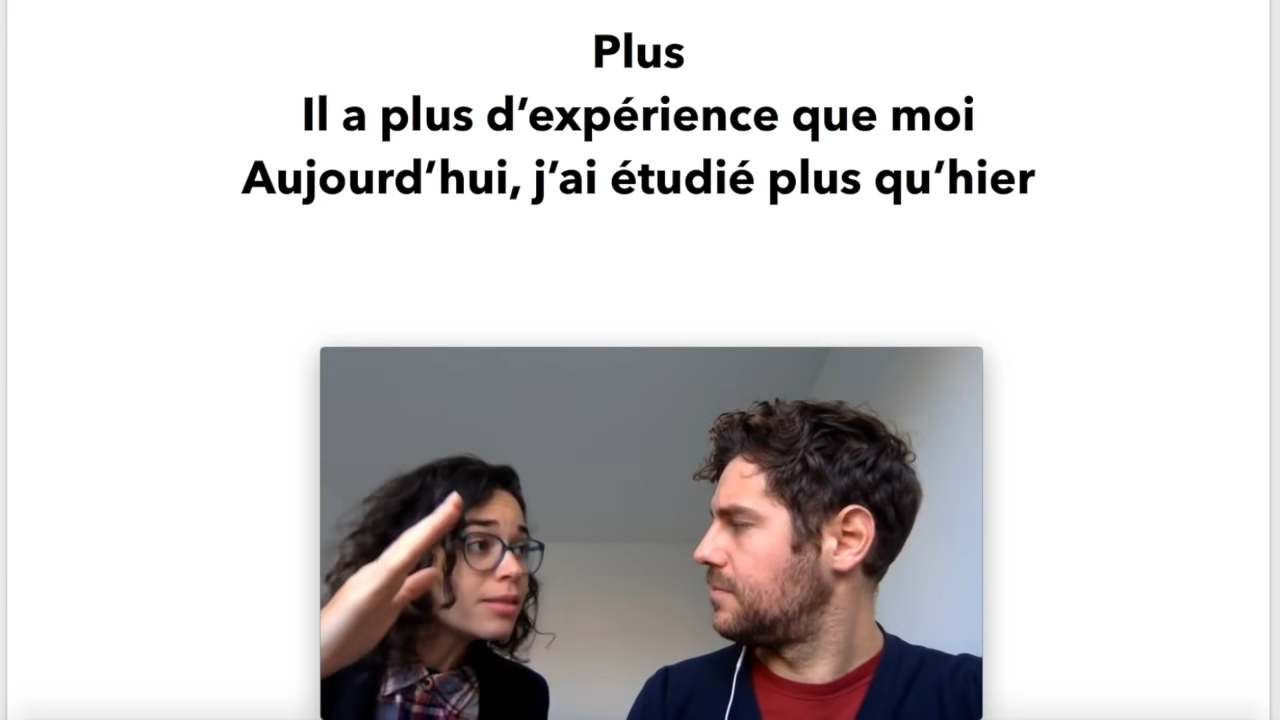 Plus
Il a plus d’expérience que moi
Aujourd’hui, j’ai étudié plus qu’hier